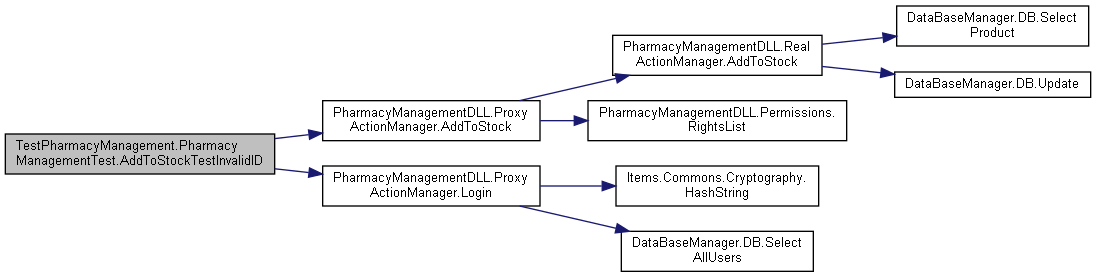 TestPharmacyManagement.Pharmacy
ManagementTest.AddToStockTestInvalidID
PharmacyManagementDLL.Proxy
ActionManager.AddToStock
PharmacyManagementDLL.Real
ActionManager.AddToStock
DataBaseManager.DB.Select
Product
DataBaseManager.DB.Update
PharmacyManagementDLL.Permissions.
RightsList
PharmacyManagementDLL.Proxy
ActionManager.Login
Items.Commons.Cryptography.
HashString
DataBaseManager.DB.Select
AllUsers